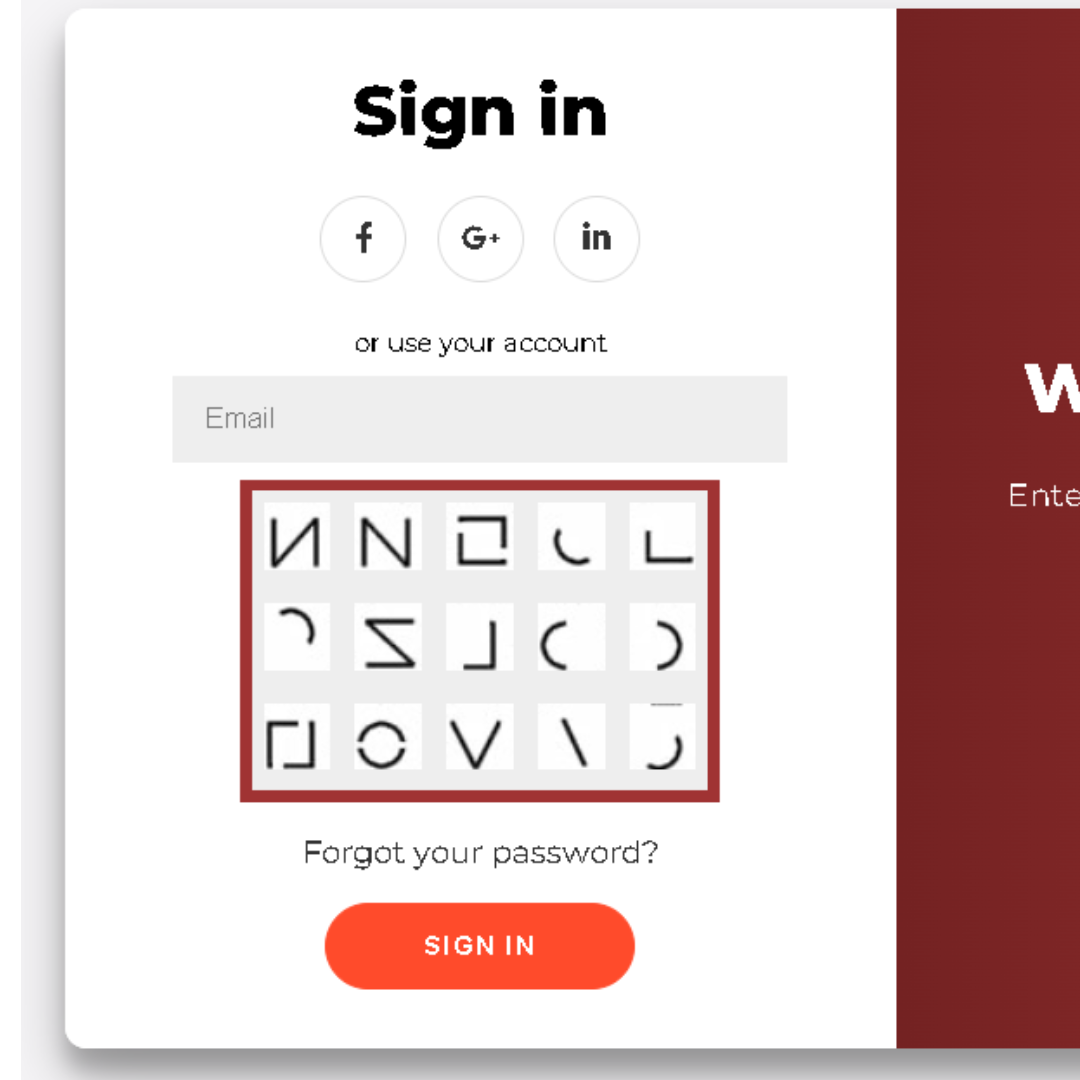 Sign in
f G+ in
or use your account
Email
Forgot your password?
SIGN IN
W
Ente